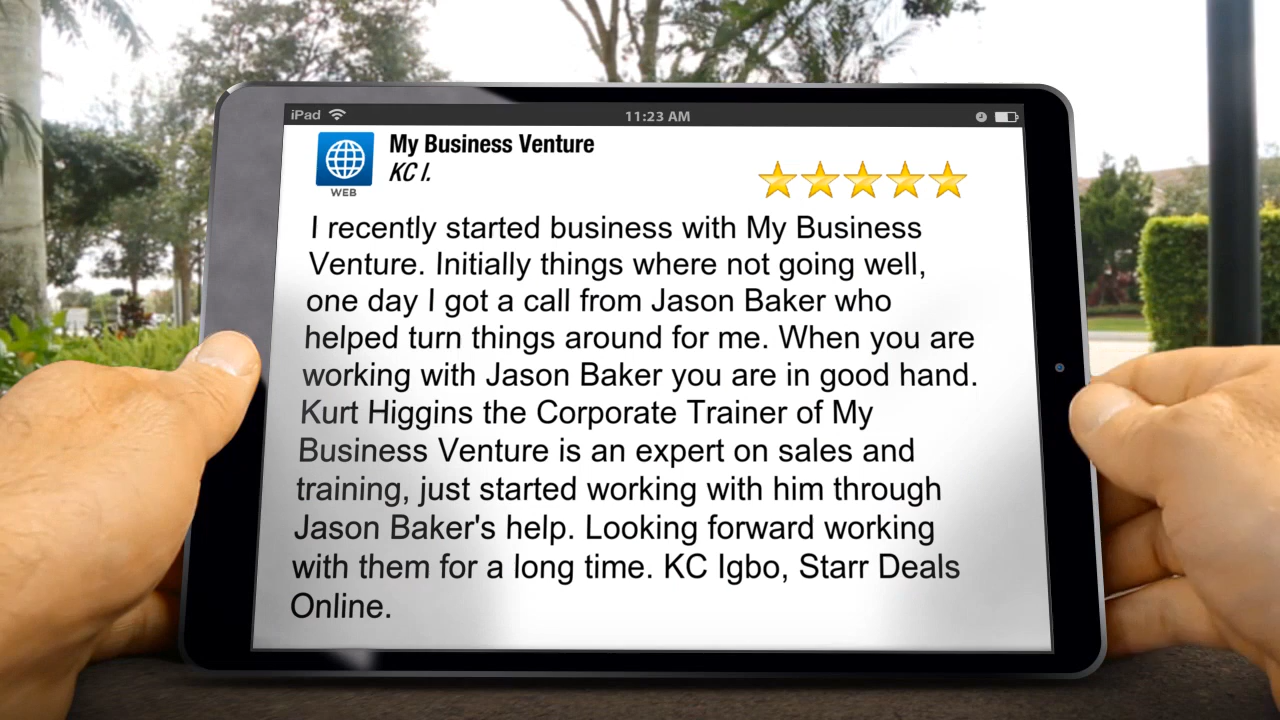 iPad 11:23 AM
My Business Venture
KC I.
WEB
I recently started business with My Business
Venture. Initially things where not going well,
one day I got a call from Jason Baker who
helped turn things around for me. When you are
working with Jason Baker you are in good hand.
Kurt Higgins the Corporate Trainer of My
Business Venture is an expert on sales and
training, just started working with him through
Jason Baker's help. Looking forward working
with them for a long time. KC Igbo, Starr Deals
Online.